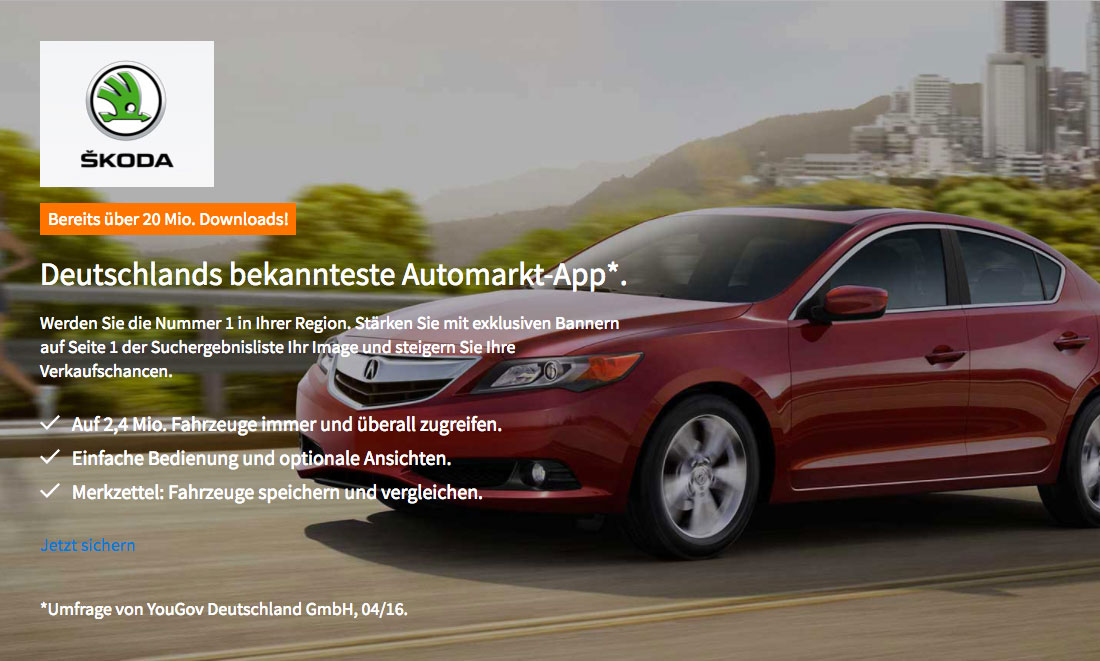 ŠKODA
Bereits über 20 Mio. Downloads!
Deutschlands bekannteste Automarkt-App*.
Werden Sie die Nummer 1 in Ihrer Region. Stärken Sie mit exklusiven Bannern
auf Seite 1 der Suchergebnisliste Ihr Image und steigern Sie Ihre
Verkaufschancen.
Auf 2,4 Mio. Fahrzeuge immer und überall zugreifen.
Einfache Bedienung und optionale Ansichten.
Merkzettel: Fahrzeuge speichern und vergleichen.
Jetzt sichern
*Umfrage von YouGov Deutschland GmbH, 04/16.